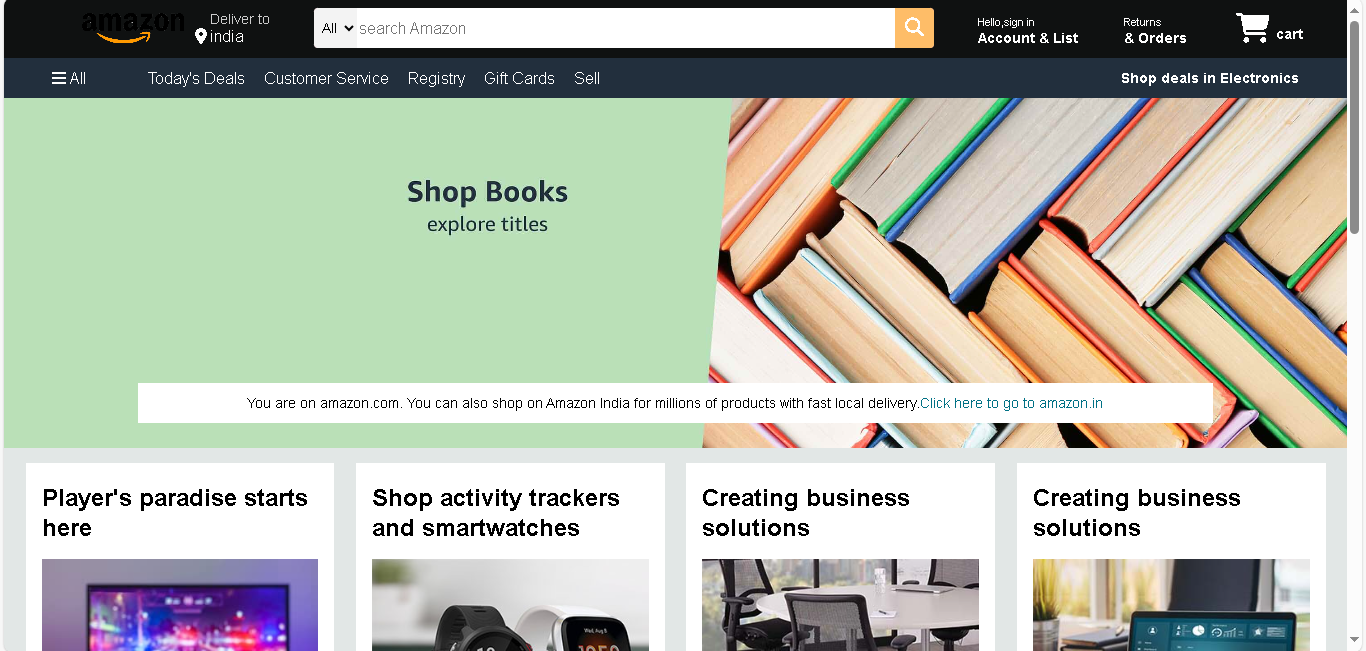 amazon
Deliver to
india
All
search Amazon
Hello,sign in
Account & List
Returns
& Orders
cart
All
Today's Deals
Customer Service
Registry
Gift Cards
Sell
Shop deals in Electronics
Shop Books
explore titles
You are on amazon.com. You can also shop on Amazon India for millions of products with fast local delivery.Click here to go to amazon.in
Player's paradise starts
here
Shop activity trackers
and smartwatches
Creating business
solutions
Creating business
solutions